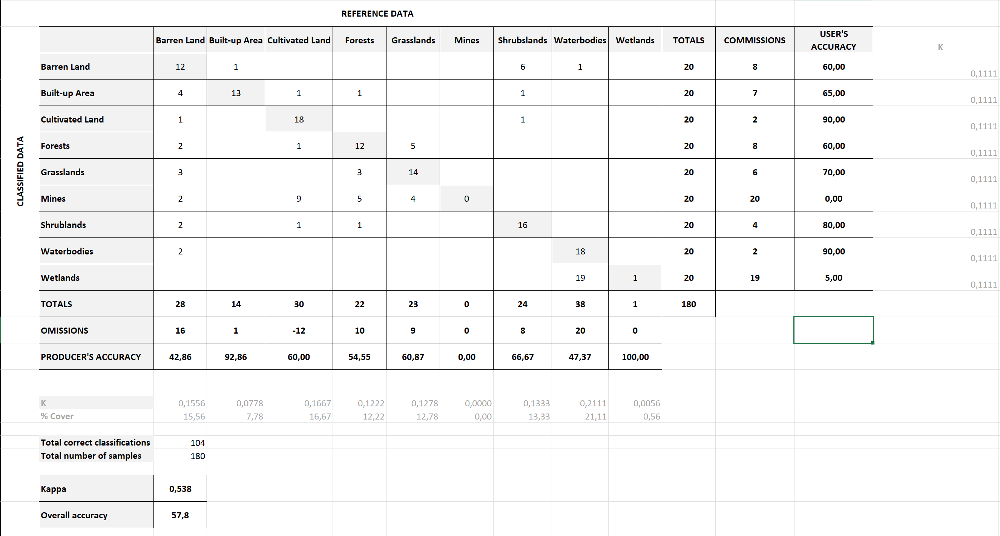 REFERENCE DATA
Barren Land Built-up Area Cultivated Land Forests Grasslands Mines Shrubslands Waterbodies Wetlands TOTALS COMMISSIONS USER'S ACCURACY K
CLASSIFIED DATA
Barren Land 12 1 6 1 20 8 60,00 0,1111
Built-up Area 4 13 1 1 1 20 7 65,00 0,1111
Cultivated Land 1 18 1 20 2 90,00 0,1111
Forests 2 1 12 5 20 8 60,00 0,1111
Grasslands 3 3 14 20 6 70,00 0,1111
Mines 2 9 5 4 0 20 20 0,00 0,1111
Shrublands 2 1 1 16 20 4 80,00 0,1111
Waterbodies 2 18 20 2 90,00 0,1111
Wetlands 19 1 20 19 5,00 0,1111
TOTALS 28 14 30 22 23 0 24 38 1 180
OMISSIONS 16 1 -12 10 9 0 8 20 0
PRODUCER'S ACCURACY 42,86 92,86 60,00 54,55 60,87 0,00 66,67 47,37 100,00
K 0,1556 0,0778 0,1667 0,1222 0,1278 0,0000 0,1333 0,2111 0,0056
% Cover 15,56 7,78 16,67 12,22 12,78 0,00 13,33 21,11 0,56
Total correct classifications 104
Total number of samples 180
Kappa 0,538
Overall accuracy 57,8